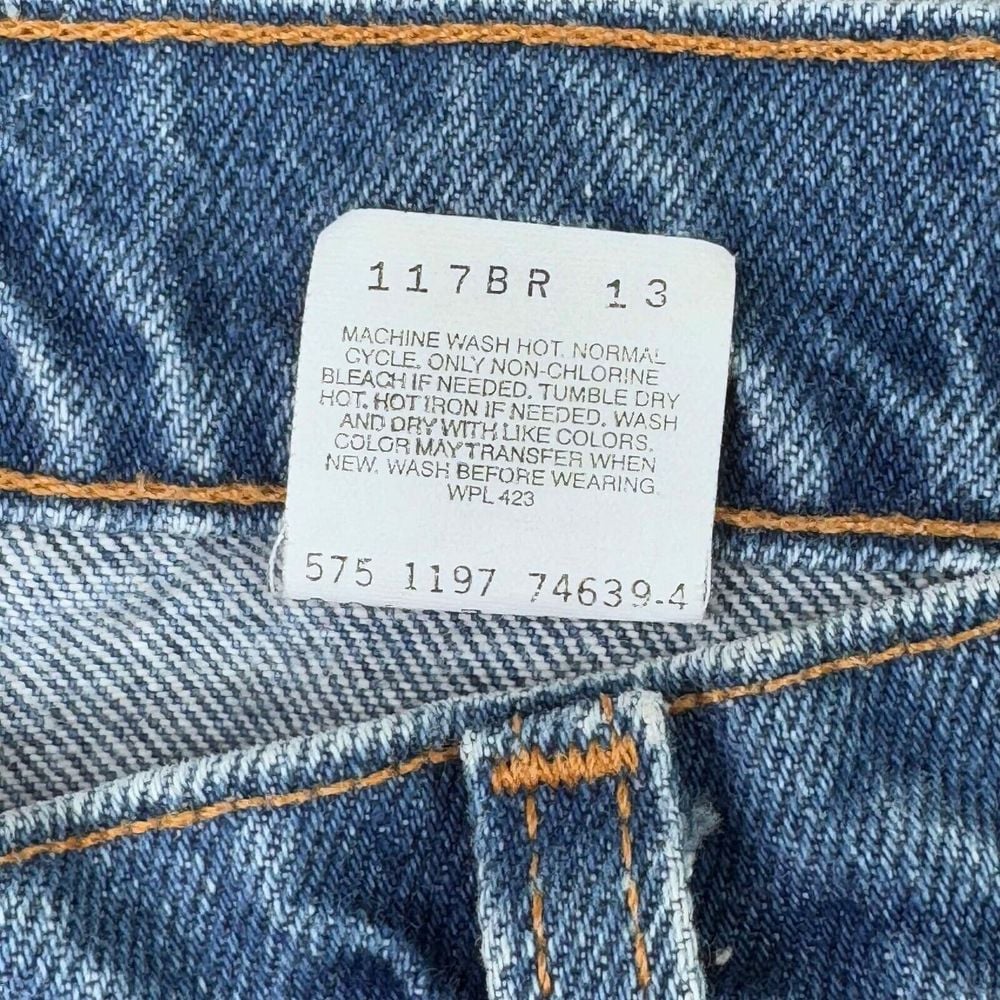 117BR 13
MACHINE WASH HOT. NORMAL
CYCLE. ONLY NON-CHLORINE
BLEACH IF NEEDED. TUMBLE DRY
HOT. HOT IRON IF NEEDED. WASH
AND DRY WITH LIKE COLORS.
COLOR MAY TRANSFER WHEN
NEW. WASH BEFORE WEARING.
WPL 423
575 1197 74639-4